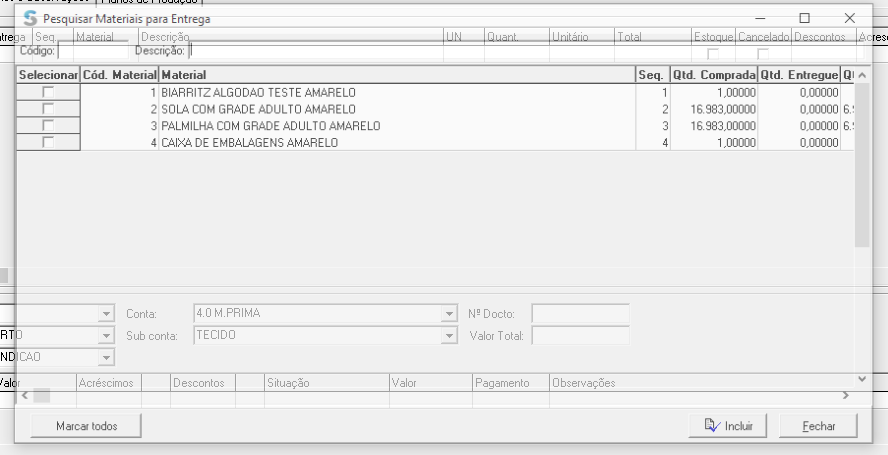 Planos de Produção
Pesquisar Materiais para Entrega
Seq. Material Descrição UN Quant. Unitário Total Estoque Cancelado Descontos
Código: Descrição:
Selecionar Cód. Material Material Seq. Qtd. Comprada Qtd. Entregue
1 BIARRITZ ALGODAO TESTE AMARELO 1 1,00000 0,00000
2 SOLA COM GRADE ADULTO AMARELO 2 16.983,00000 0,00000 6.
3 PALMILHA COM GRADE ADULTO AMARELO 3 16.983,00000 0,00000 6.
4 CAIXA DE EMBALAGENS AMARELO 4 1,00000 0,00000
Conta: 4.0 M.PRIMA Nº Docto:
RTO Sub conta: TECIDO Valor Total:
NDICAO
Valor Acréscimos Descontos Situação Valor Pagamento Observações
Marcar todos Incluir Fechar